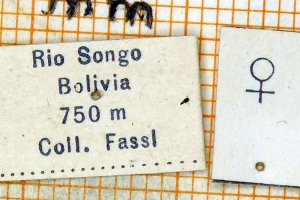 Rio Songo
Bolivia
750 m
Coll. Fassl
♀